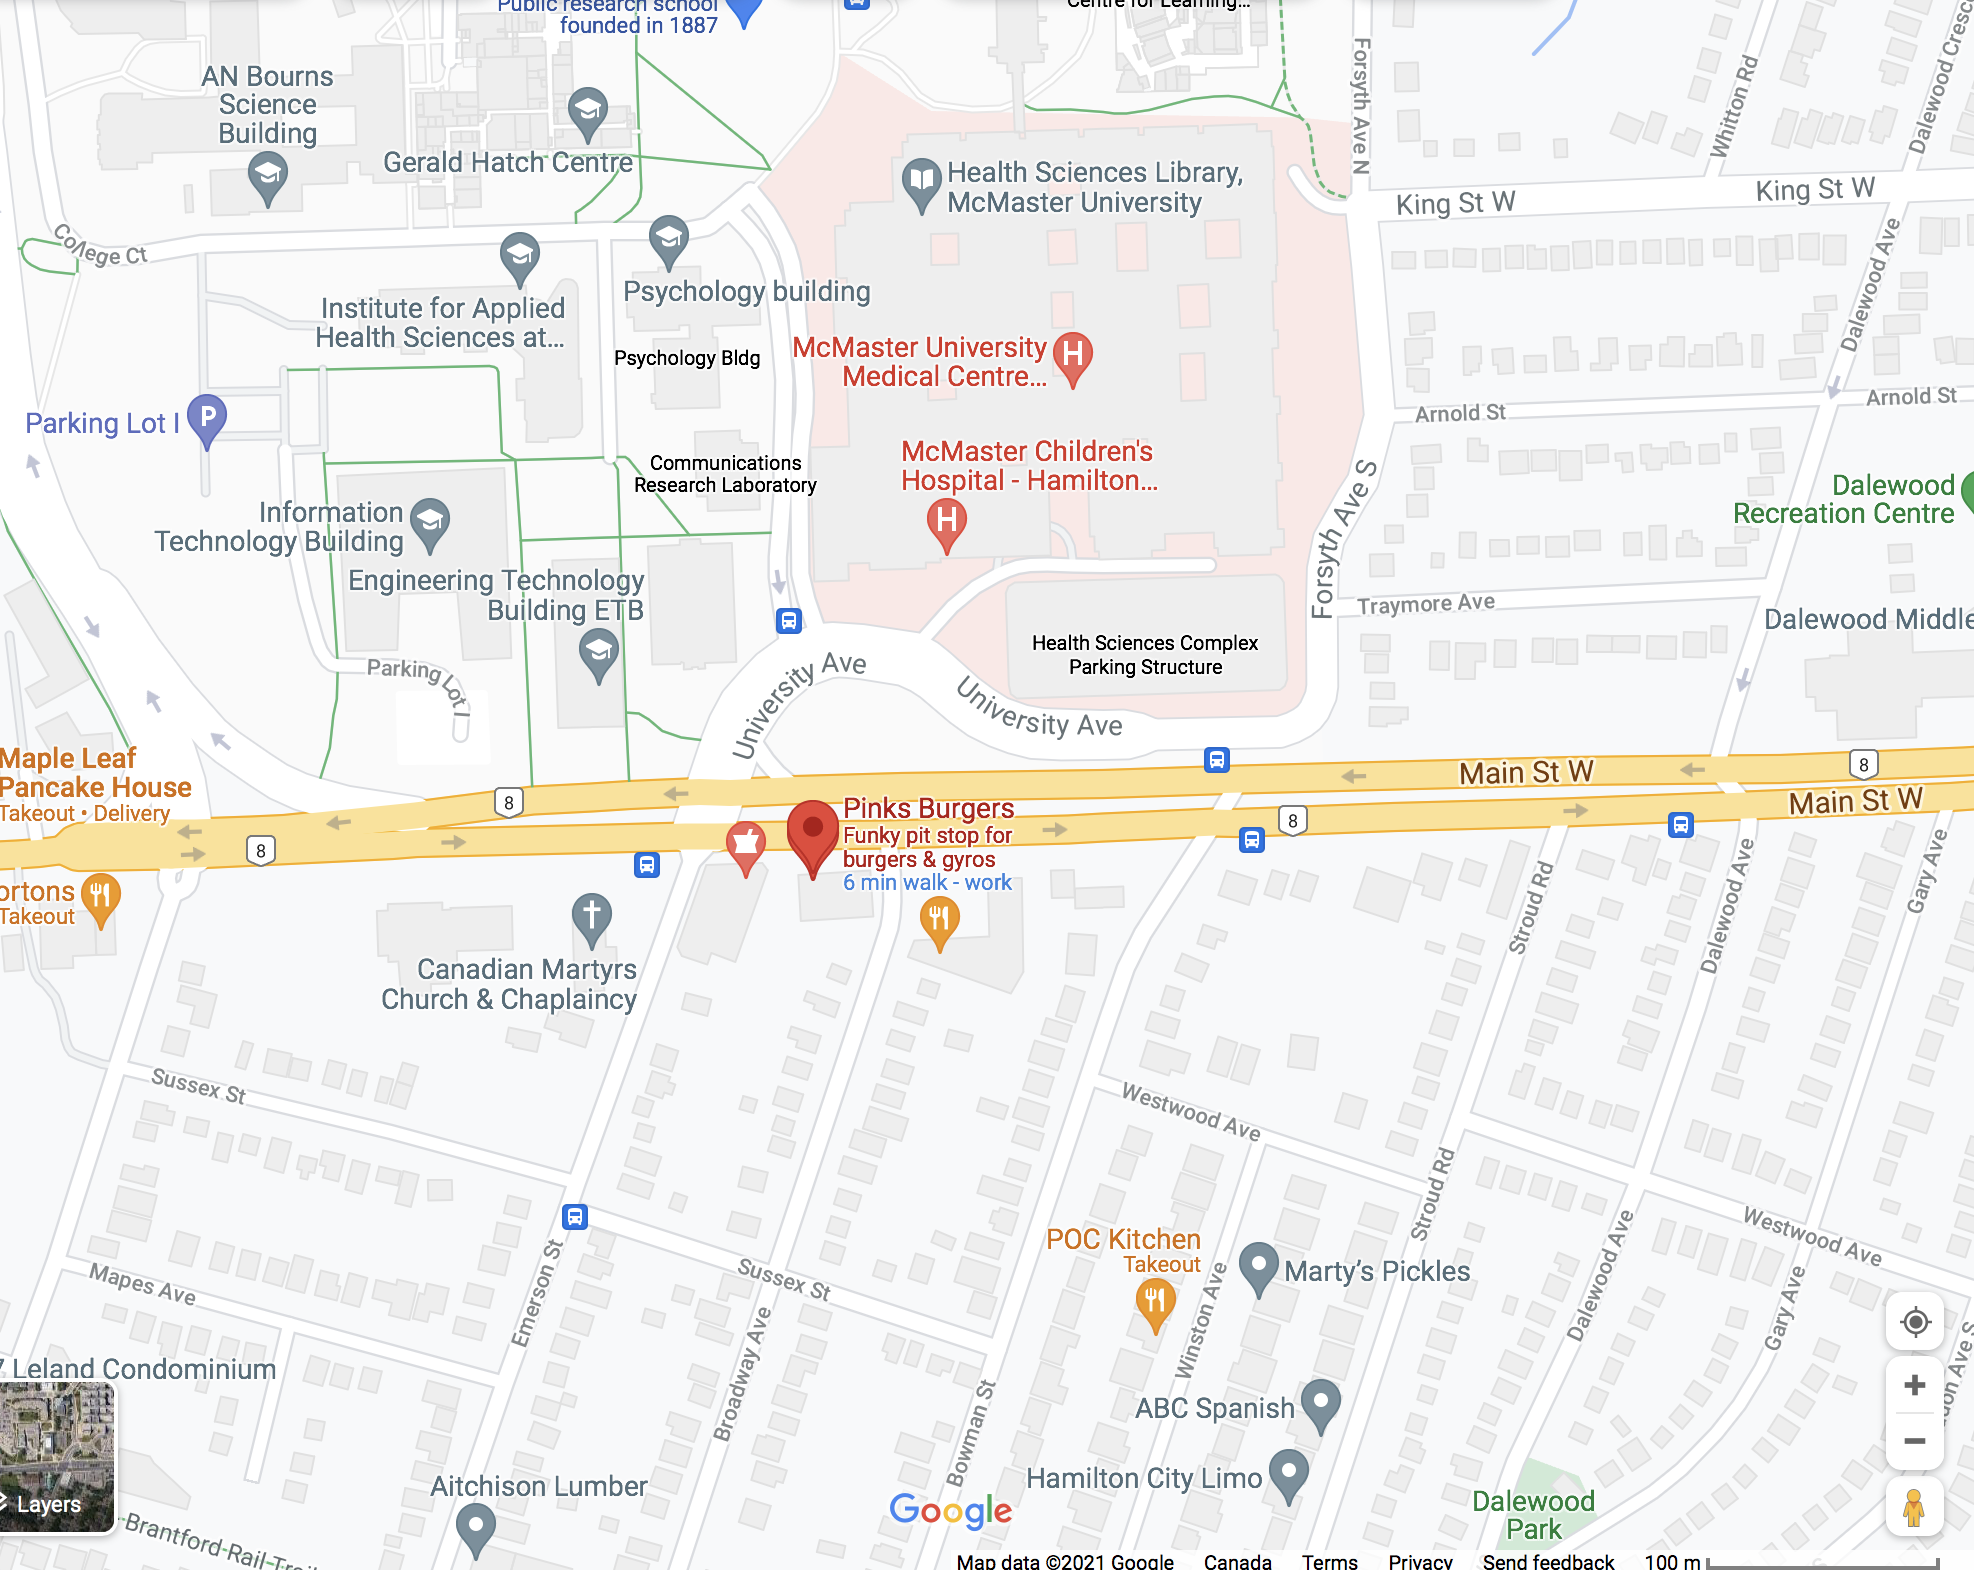 Public research school
founded in 1887
Centre for Learning...
AN Bourns
Science
Building
Gerald Hatch Centre
Health Sciences Library,
McMaster University
Forsyth Ave N
Whitton Rd
Dalewood Cresc
King St W
King St W
College Ct
Institute for Applied
Health Sciences at...
Psychology building
Psychology Bldg
McMaster University
Medical Centre...
H
Dalewood Ave
Arnold St
Arnold St
Parking Lot I
P
McMaster Children's
Hospital - Hamilton...
H
Communications
Research Laboratory
Dalewood
Recreation Centre
Information
Technology Building
Forsyth Ave S
Engineering Technology
Building ETB
Traymore Ave
Dalewood Middle
Health Sciences Complex
Parking Structure
Parking Lot I
University Ave
University Ave
Maple Leaf
Pancake House
Takeout • Delivery
8
8
8
8
Main St W
Main St W
Pinks Burgers
Funky pit stop for
burgers & gyros
6 min walk - work
ortons
Takeout
Canadian Martyrs
Church & Chaplaincy
Stroud Rd
Dalewood Ave
Gary Ave
Sussex St
Westwood Ave
Stroud Rd
Westwood Ave
Mapes Ave
Emerson St
Sussex St
POC Kitchen
Takeout
Marty's Pickles
Winston Ave
Dalewood Ave
Gary Ave
7 Leland Condominium
Broadway Ave
Bowman St
ABC Spanish
Hamilton City Limo
don Ave S
Aitchison Lumber
Layers
Brantford Rail Trail
Google
Dalewood
Park
Map data ©2021 Google Canada Terms Privacy Send feedback 100 m